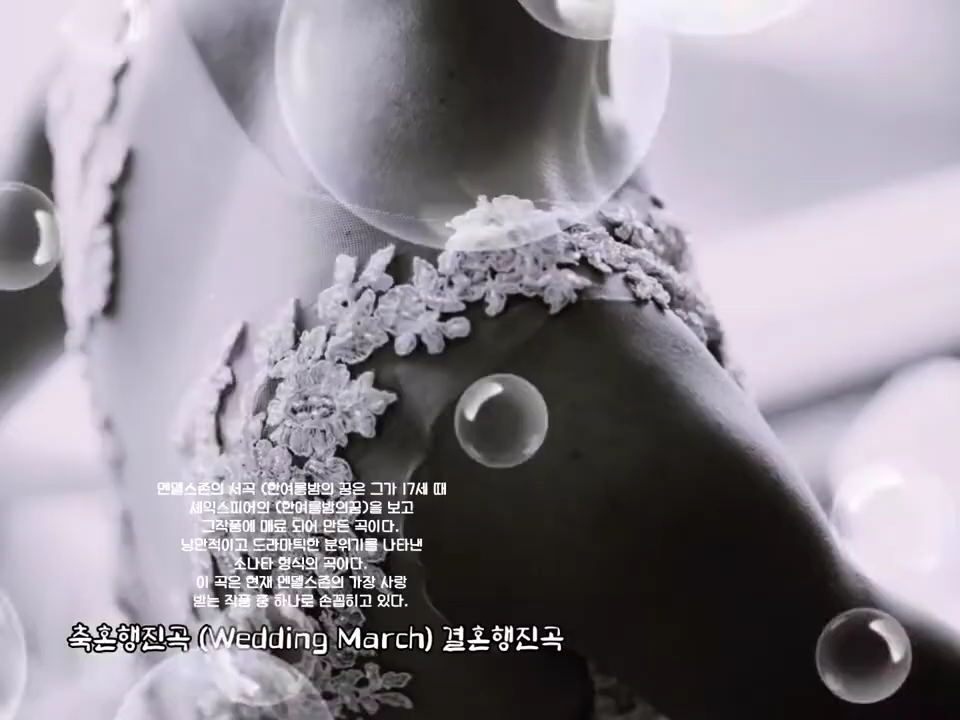 멘델스존의 서곡 (한여름밤의 꿈은 그가 17세 때
셰익스피어의 (한여름밤의꿈)을 보고
그작품에 매료 되어 만든 곡이다.
낭만적이고 드라마틱한 분위기를 나타낸
소나타 형식의 곡이다.
이 곡은 현재 멘델스존의 가장 사랑
받는 작품 중 하나로 손꼽히고 있다.
축혼행진곡 (Wedding March) 결혼행진곡